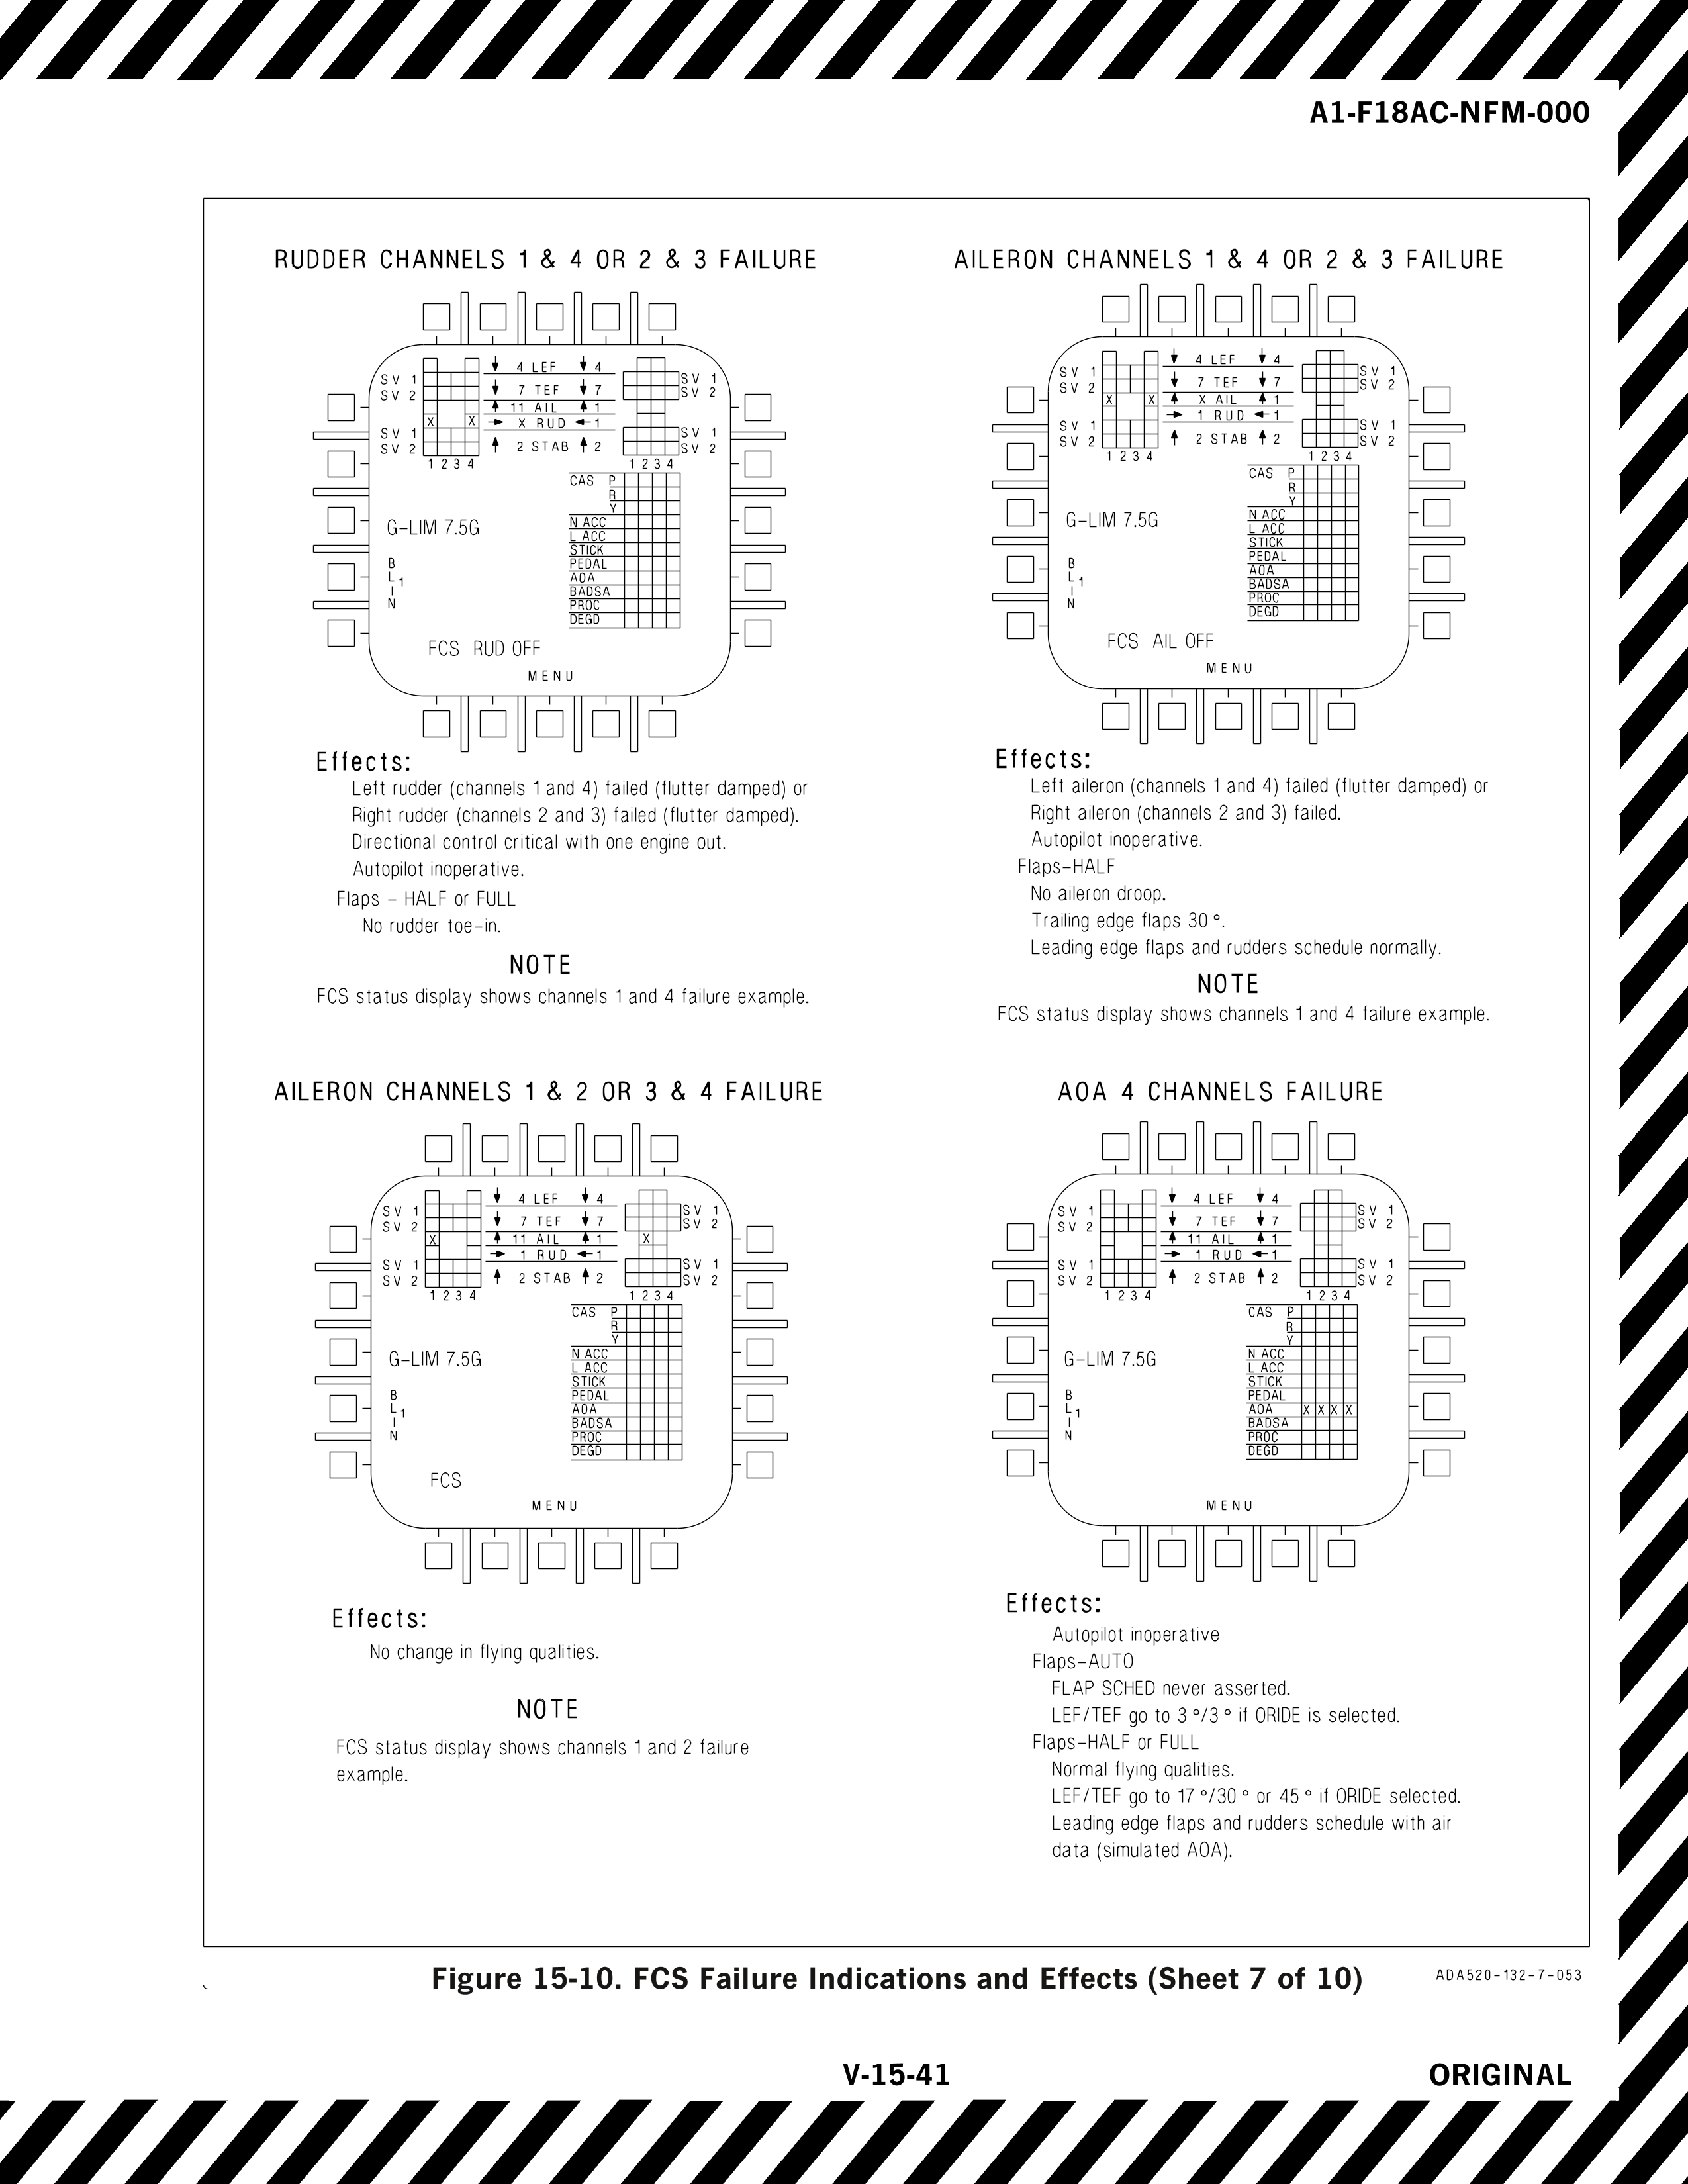 A1-F18AC-NFM-000
RUDDER CHANNELS 1 & 4 OR 2 & 3 FAILURE
SV 1
SV 2
4 LEF 4
7 TEF 7
11 AIL 1
X X
X RUD 1
2 STAB 2
SV 1
SV 2
SV 1
SV 2
SV 1
SV 2
1 2 3 4
1 2 3 4
CAS P
R
Y
N ACC
L ACC
STICK
PEDAL
AOA
BADSA
PROC
DEGD
G-LIM 7.5G
B
L 1
I
N
FCS RUD OFF
MENU
Effects:
Left rudder (channels 1 and 4) failed (flutter damped) or
Right rudder (channels 2 and 3) failed (flutter damped).
Directional control critical with one engine out.
Autopilot inoperative.
Flaps - HALF or FULL
No rudder toe-in.
NOTE
FCS status display shows channels 1 and 4 failure example.
AILERON CHANNELS 1 & 4 OR 2 & 3 FAILURE
SV 1
SV 2
4 LEF 4
7 TEF 7
X X
X AIL 1
1 RUD 1
2 STAB 2
SV 1
SV 2
SV 1
SV 2
SV 1
SV 2
1 2 3 4
1 2 3 4
CAS P
R
Y
N ACC
L ACC
STICK
PEDAL
AOA
BADSA
PROC
DEGD
G-LIM 7.5G
B
L 1
I
N
FCS AIL OFF
MENU
Effects:
Left aileron (channels 1 and 4) failed (flutter damped) or
Right aileron (channels 2 and 3) failed.
Autopilot inoperative.
Flaps-HALF
No aileron droop.
Trailing edge flaps 30 °.
Leading edge flaps and rudders schedule normally.
NOTE
FCS status display shows channels 1 and 4 failure example.
AILERON CHANNELS 1 & 2 OR 3 & 4 FAILURE
SV 1
SV 2
4 LEF 4
7 TEF 7
X 11 AIL 1 X
1 RUD 1
2 STAB 2
SV 1
SV 2
SV 1
SV 2
SV 1
SV 2
1 2 3 4
1 2 3 4
CAS P
R
Y
N ACC
L ACC
STICK
PEDAL
AOA
BADSA
PROC
DEGD
G-LIM 7.5G
B
L 1
I
N
FCS
MENU
Effects:
No change in flying qualities.
NOTE
FCS status display shows channels 1 and 2 failure
example.
AOA 4 CHANNELS FAILURE
SV 1
SV 2
4 LEF 4
7 TEF 7
11 AIL 1
1 RUD 1
2 STAB 2
SV 1
SV 2
SV 1
SV 2
SV 1
SV 2
1 2 3 4
1 2 3 4
CAS P
R
Y
N ACC
L ACC
STICK
PEDAL
AOA X X X X
BADSA
PROC
DEGD
G-LIM 7.5G
B
L 1
I
N
MENU
Effects:
Autopilot inoperative
Flaps-AUTO
FLAP SCHED never asserted.
LEF/TEF go to 3 °/3 ° if ORIDE is selected.
Flaps-HALF or FULL
Normal flying qualities.
LEF/TEF go to 17 °/30 ° or 45 ° if ORIDE selected.
Leading edge flaps and rudders schedule with air
data (simulated AOA).
Figure 15-10. FCS Failure Indications and Effects (Sheet 7 of 10)
ADA520-132-7-053
V-15-41
ORIGINAL